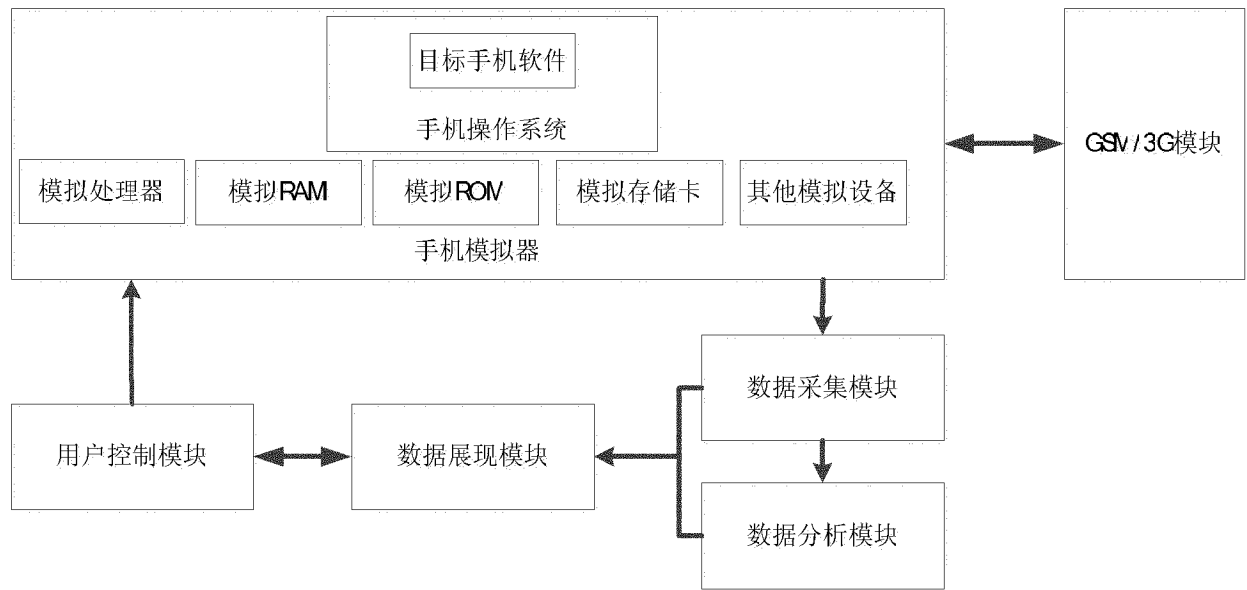 目标手机软件
手机操作系统
GSM/3G模块
模拟处理器
模拟RAM
模拟ROM
模拟存储卡
其他模拟设备
手机模拟器
数据采集模块
用户控制模块
数据展现模块
数据分析模块